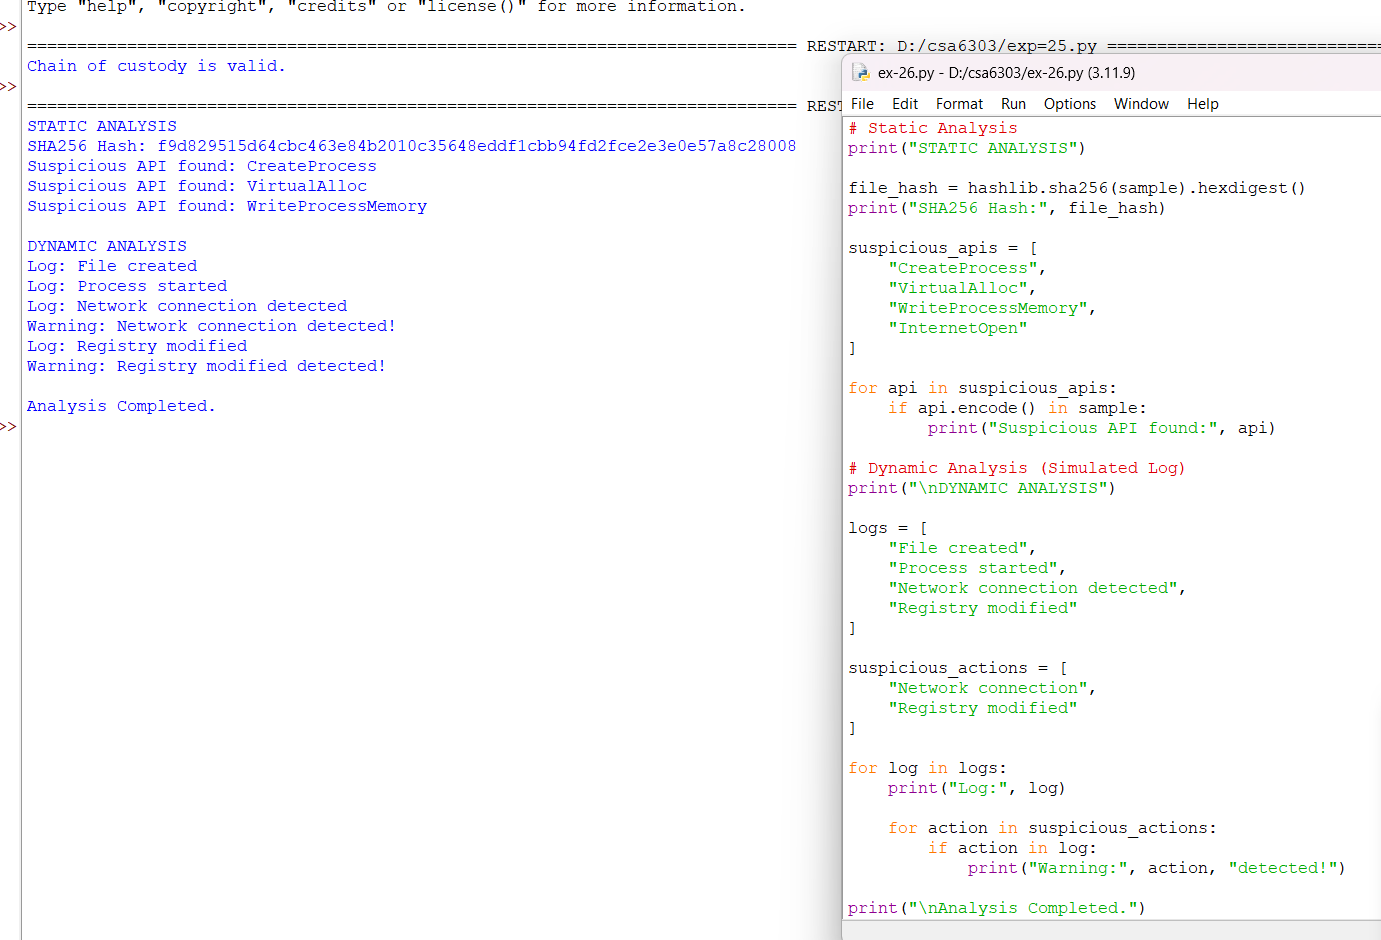 Type "help", "copyright", "credits" or "license()" for more information.
>>
============================================================================= RESTART: D:/csa6303/exp=25.py ============================
Chain of custody is valid.
>>
============================================================================= REST
STATIC ANALYSIS
SHA256 Hash: f9d829515d64cbc463e84b2010c35648eddf1cbb94fd2fce2e3e0e57a8c28008
Suspicious API found: CreateProcess
Suspicious API found: VirtualAlloc
Suspicious API found: WriteProcessMemory
DYNAMIC ANALYSIS
Log: File created
Log: Process started
Log: Network connection detected
Warning: Network connection detected!
Log: Registry modified
Warning: Registry modified detected!
Analysis Completed.
>>
ex-26.py - D:/csa6303/ex-26.py (3.11.9)
File Edit Format Run Options Window Help
# Static Analysis
print("STATIC ANALYSIS")
file_hash = hashlib.sha256(sample).hexdigest()
print("SHA256 Hash:", file_hash)
suspicious_apis = [
"CreateProcess",
"VirtualAlloc",
"WriteProcessMemory",
"InternetOpen"
]
for api in suspicious_apis:
if api.encode() in sample:
print("Suspicious API found:", api)
# Dynamic Analysis (Simulated Log)
print("\nDYNAMIC ANALYSIS")
logs = [
"File created",
"Process started",
"Network connection detected",
"Registry modified"
]
suspicious_actions = [
"Network connection",
"Registry modified"
]
for log in logs:
print("Log:", log)
for action in suspicious_actions:
if action in log:
print("Warning:", action, "detected!")
print("\nAnalysis Completed.")